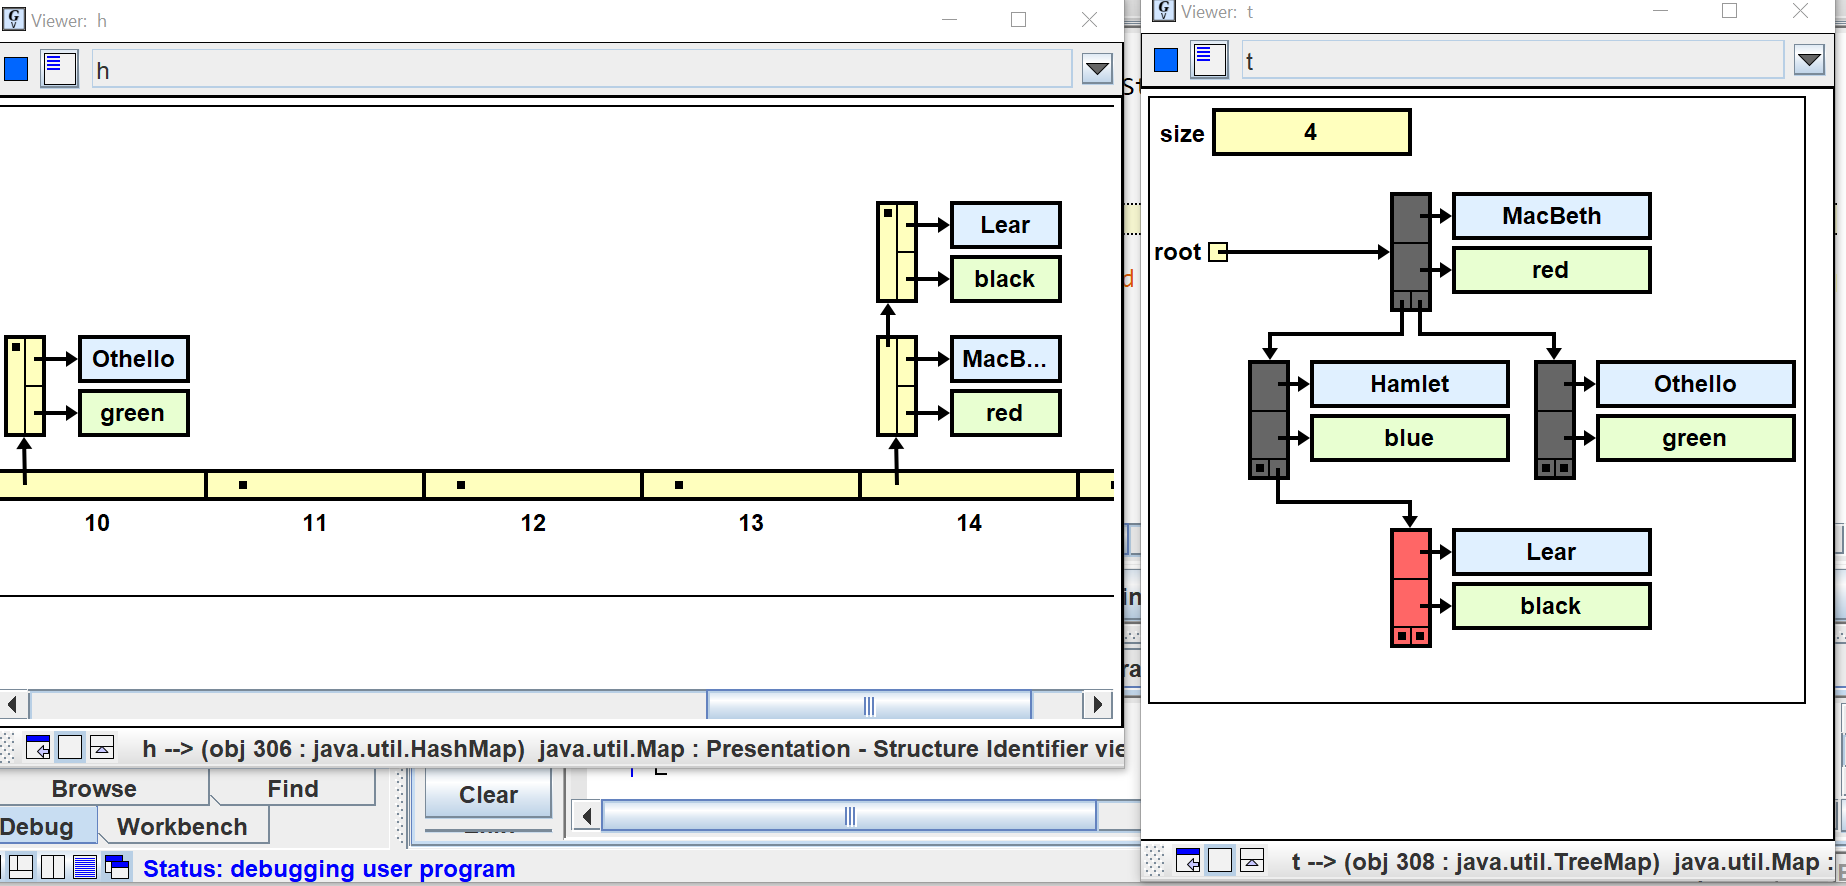 Viewer: h
h
Lear
black
Othello
MacB...
green
red
10 11 12 13 14
h --> (obj 306 : java.util.HashMap) java.util.Map : Presentation - Structure Identifier vie
Browse Find
Debug Workbench
Clear
Status: debugging user program
Viewer: t
t
size 4
MacBeth
root
red
Hamlet Othello
blue green
Lear
black
t --> (obj 308 : java.util.TreeMap) java.util.Map :